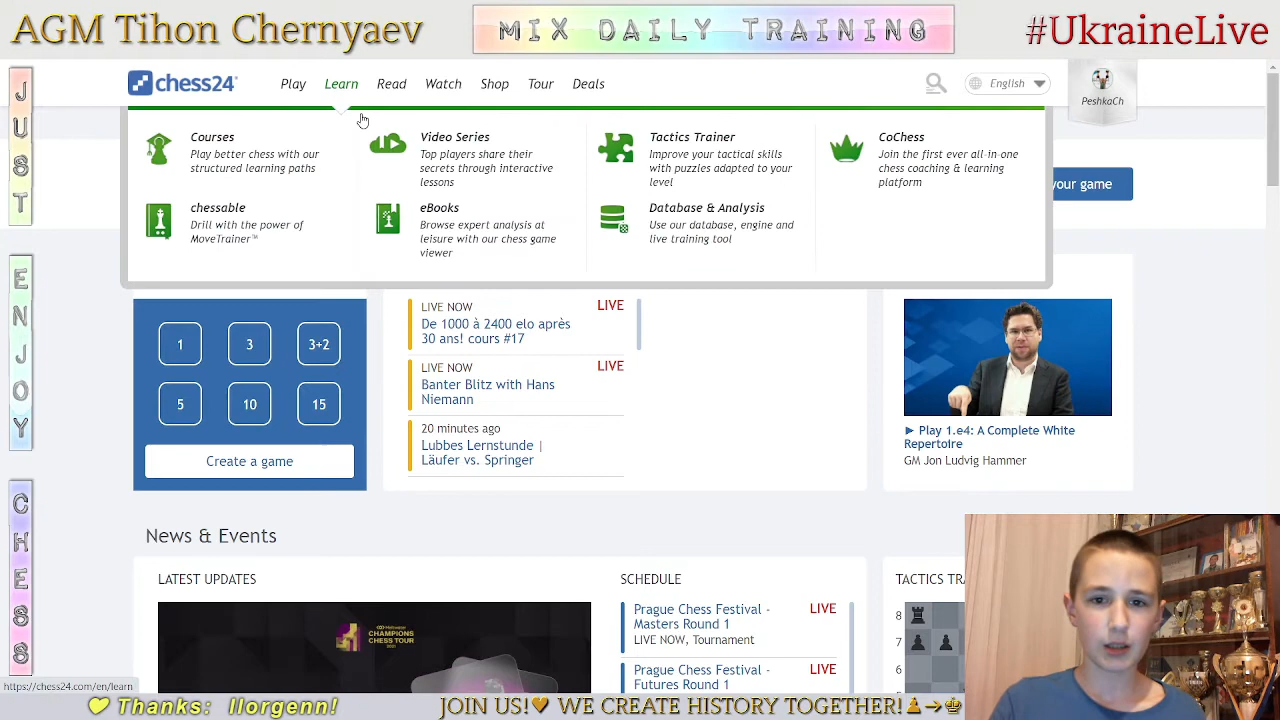 AGM Tihon Chernyaev
MIX DAILY TRAINING
#UkraineLive
JUST
ENJOY
CHESS
chess24
Play
Learn
Read
Watch
Shop
Tour
Deals
English
PeshkaCh
Courses
Play better chess with our
structured learning paths
Video Series
Top players share their
secrets through interactive
lessons
Tactics Trainer
Improve your tactical skills
with puzzles adapted to your
level
CoChess
Join the first ever all-in-one
chess coaching & learning
platform
chessable
Drill with the power of
MoveTrainer™
eBooks
Browse expert analysis at
leisure with our chess game
viewer
Database & Analysis
Use our database, engine and
live training tool
your game
1
3
3+2
5
10
15
Create a game
LIVE NOW
LIVE
De 1000 à 2400 elo après
30 ans! cours #17
LIVE NOW
LIVE
Banter Blitz with Hans
Niemann
20 minutes ago
Lubbes Lernstunde |
Läufer vs. Springer
Play 1.e4: A Complete White
Repertoire
GM Jon Ludvig Hammer
News & Events
LATEST UPDATES
Meltwater
CHAMPIONS
CHESS TOUR
2021
SCHEDULE
Prague Chess Festival -
Masters Round 1
LIVE
LIVE NOW, Tournament
Prague Chess Festival -
Futures Round 1
LIVE
TACTICS TRA
8
7
6
https://chess24.com/en/learn
Thanks: llorgenn!
JOIN US! WE CREATE HISTORY TOGETHER!